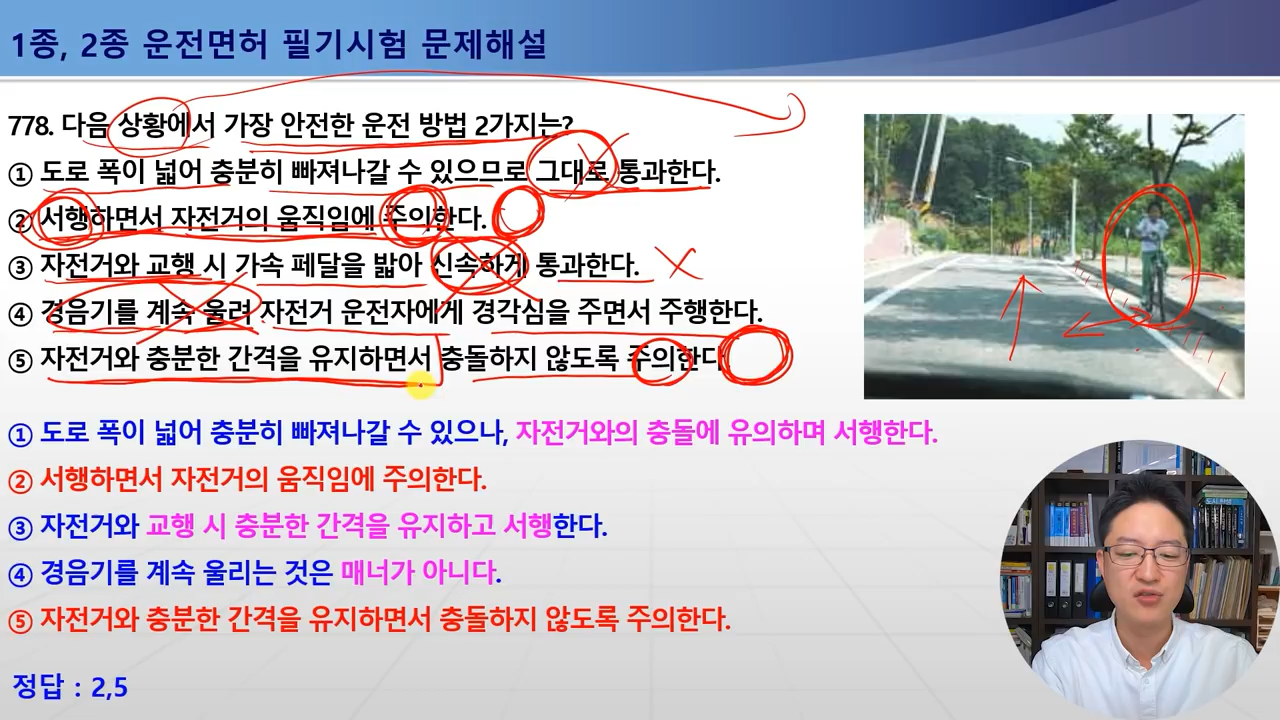 1종, 2종 운전면허 필기시험 문제해설
778. 다음 상황에서 가장 안전한 운전 방법 2가지는?
① 도로 폭이 넓어 충분히 빠져나갈 수 있으므로 그대로 통과한다.
② 서행하면서 자전거의 움직임에 주의한다.
③ 자전거와 교행 시 가속 페달을 밟아 신속하게 통과한다.
④ 경음기를 계속 울려 자전거 운전자에게 경각심을 주면서 주행한다.
⑤ 자전거와 충분한 간격을 유지하면서 충돌하지 않도록 주의한다.
① 도로 폭이 넓어 충분히 빠져나갈 수 있으나, 자전거와의 충돌에 유의하며 서행한다.
② 서행하면서 자전거의 움직임에 주의한다.
③ 자전거와 교행 시 충분한 간격을 유지하고 서행한다.
④ 경음기를 계속 울리는 것은 매너가 아니다.
⑤ 자전거와 충분한 간격을 유지하면서 충돌하지 않도록 주의한다.
정답 : 2,5